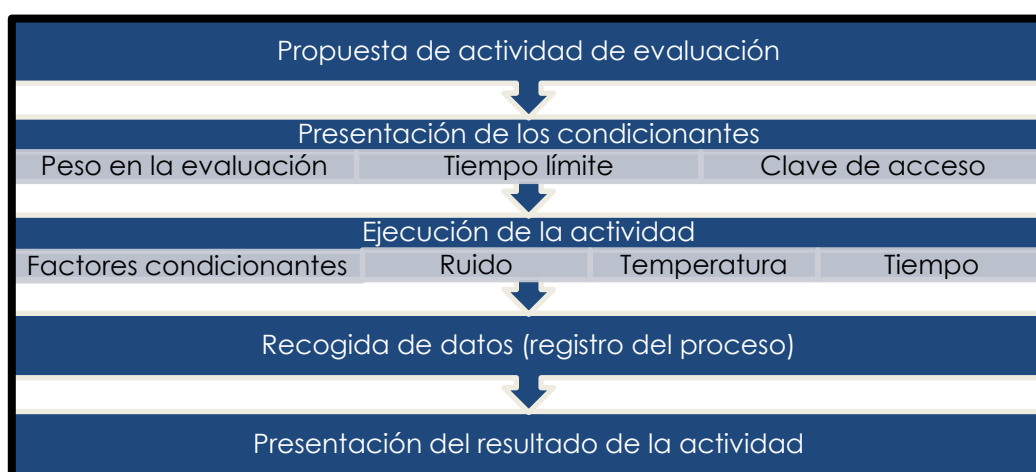 Propuesta de actividad de evaluación
Presentación de los condicionantes
Peso en la evaluación Tiempo límite Clave de acceso
Ejecución de la actividad
Factores condicionantes Ruido Temperatura Tiempo
Recogida de datos (registro del proceso)
Presentación del resultado de la actividad